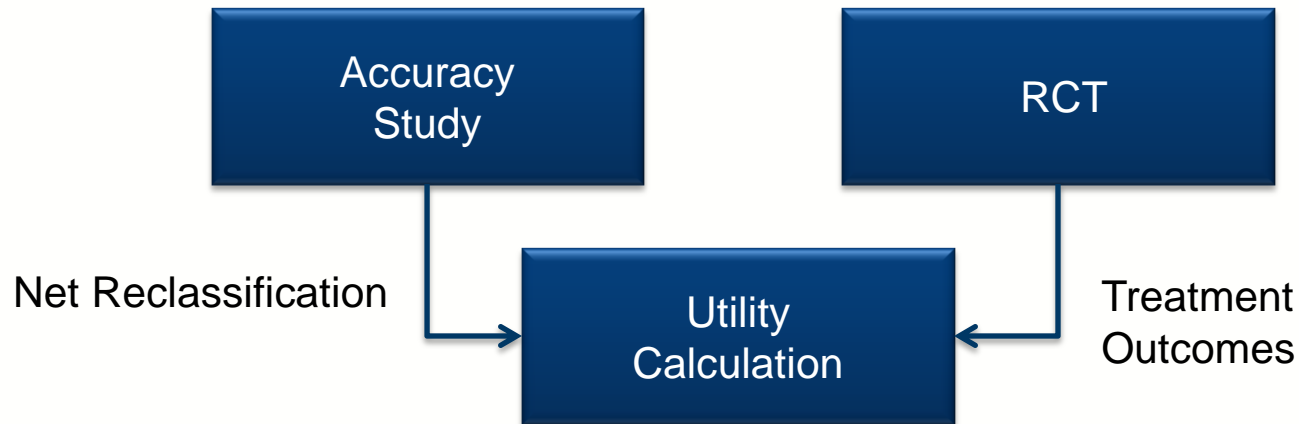 Accuracy
Study
RCT
Net Reclassification
Utility
Calculation
Treatment
Outcomes